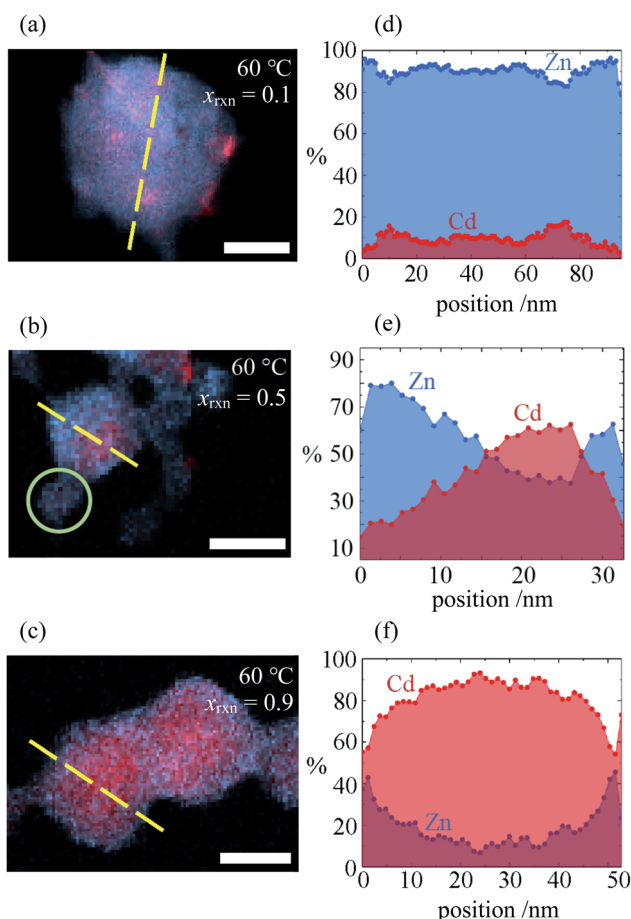 (a)
60 °C
xrxn = 0.1
(d)
100
80
60
%
40
20
0
Zn
Cd
0 20 40 60 80
position /nm
(b)
60 °C
xrxn = 0.5
(e)
90
70
%
50
30
10
Zn
Cd
0 10 20 30
position /nm
(c)
60 °C
xrxn = 0.9
(f)
100
80
60
%
40
20
0
Cd
Zn
0 10 20 30 40 50
position /nm